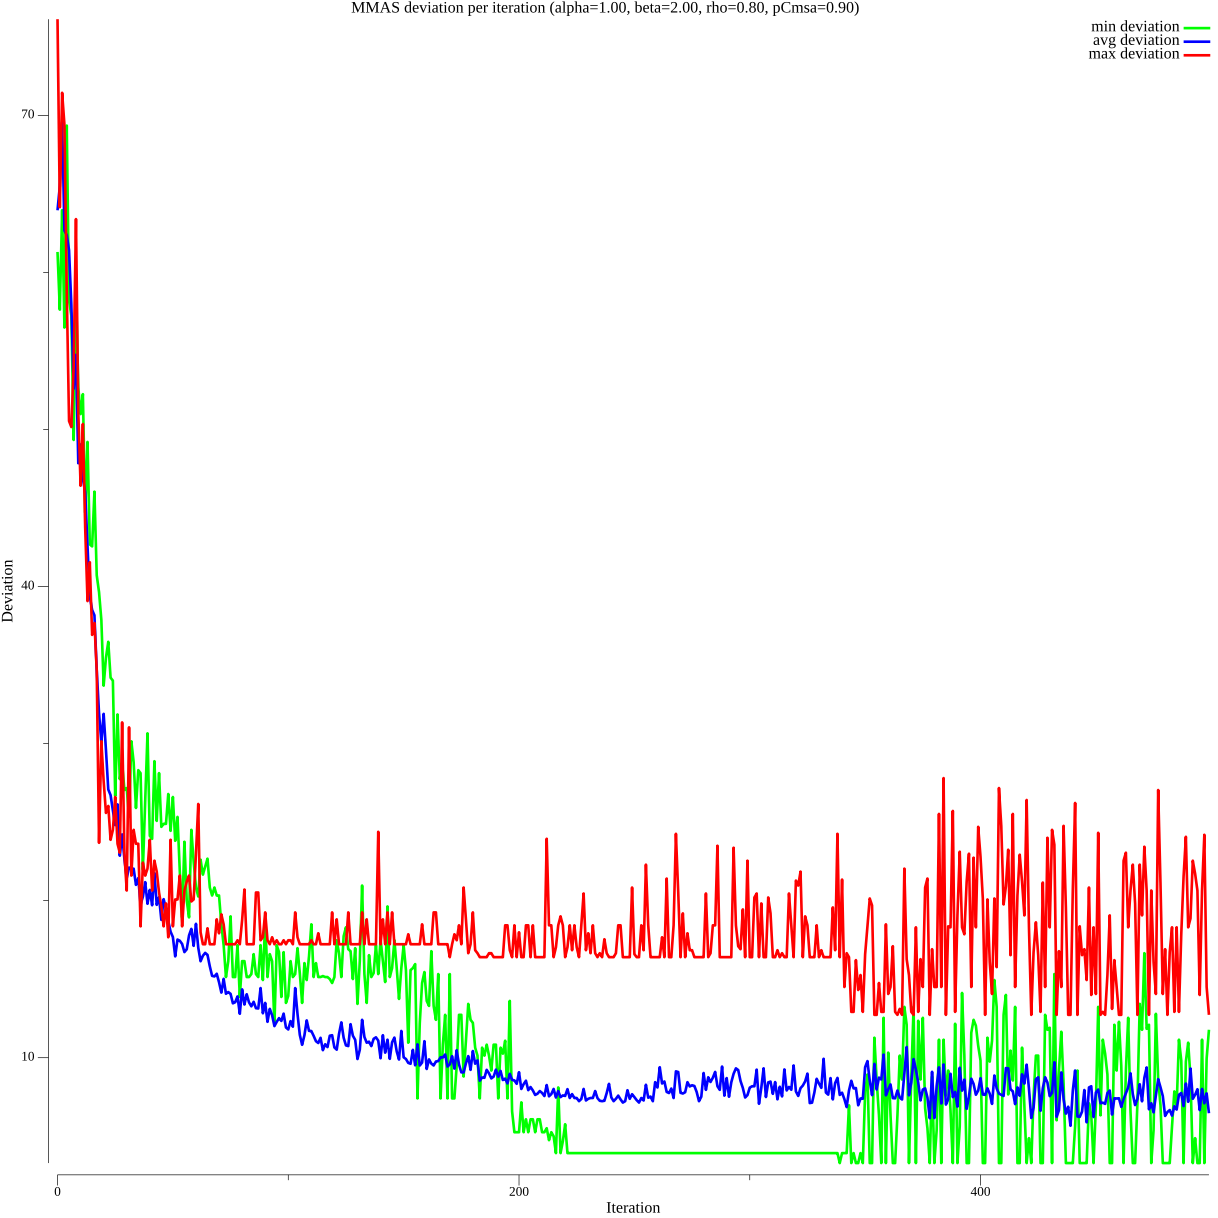 MMAS deviation per iteration (alpha=1.00, beta=2.00, rho=0.80, pCmsa=0.90)
min deviation
avg deviation
max deviation
70
40
10
Deviation
0
200
400
Iteration